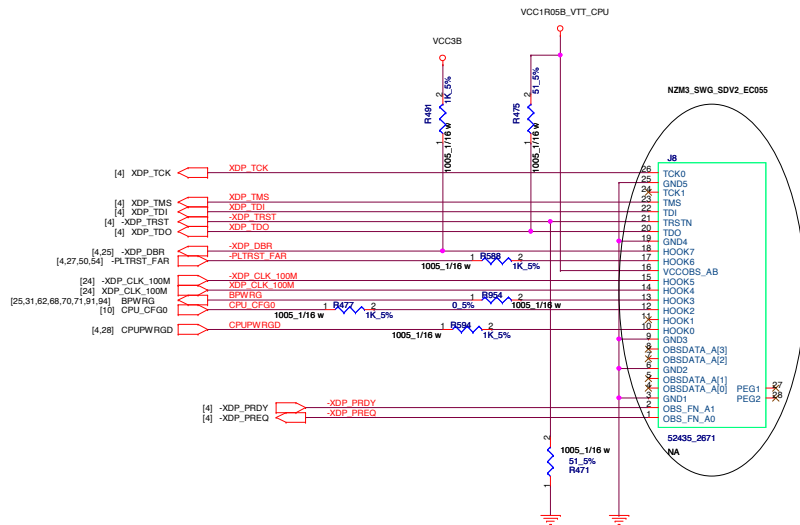 VCC1R05B_VTT_CPU
VCC3B
NZM3_SWG_SDV2_EC055
2
1K_5%
R491
1
1005_1/16 w
2
51_5%
R475
1
1005_1/16 w
J8
[4] XDP_TCK XDP_TCK 26 TCK0
25 GND5
24 TCK1
[4] XDP_TMS XDP_TMS 23 TMS
[4] XDP_TDI XDP_TDI 22 TDI
[4] -XDP_TRST -XDP_TRST 21 TRSTN
[4] XDP_TDO XDP_TDO 20 TDO
19 GND4
[4,25] -XDP_DBR -XDP_DBR 18 HOOK7
[4,27,50,54] -PLTRST_FAR -PLTRST_FAR 1 R588 2 17 HOOK6
1005_1/16 w 1K_5% 16 VCCOBS_AB
[24] -XDP_CLK_100M -XDP_CLK_100M 15 HOOK5
[24] XDP_CLK_100M XDP_CLK_100M 14 HOOK4
[25,31,62,68,70,71,91,94] BPWRG BPWRG 1 R954 2 13 HOOK3
0_5% 1005_1/16 w
[10] CPU_CFG0 CPU_CFG0 1 R477 2 12 HOOK2
1005_1/16 w 1K_5% 11 HOOK1
[4,28] CPUPWRGD CPUPWRGD 1 R594 2 10 HOOK0
1005_1/16 w 1K_5% 9 GND3
8 OBSDATA_A[3]
7 OBSDATA_A[2]
6 GND2
5 OBSDATA_A[1]
4 OBSDATA_A[0] PEG1 27
3 GND1 PEG2 28
[4] -XDP_PRDY -XDP_PRDY 2 OBS_FN_A1
[4] -XDP_PREQ -XDP_PREQ 1 OBS_FN_A0
52435_2671
NA
2
1005_1/16 w
51_5%
R471
1